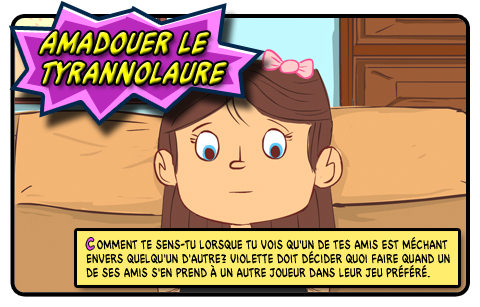 AMADOUER LE
TYRANNOLAURE
COMMENT TE SENS-TU LORSQUE TU VOIS QU'UN DE TES AMIS EST MÉCHANT
ENVERS QUELQU'UN D'AUTRE? VIOLETTE DOIT DÉCIDER QUOI FAIRE QUAND UN
DE SES AMIS S'EN PREND À UN AUTRE JOUEUR DANS LEUR JEU PRÉFÉRÉ.